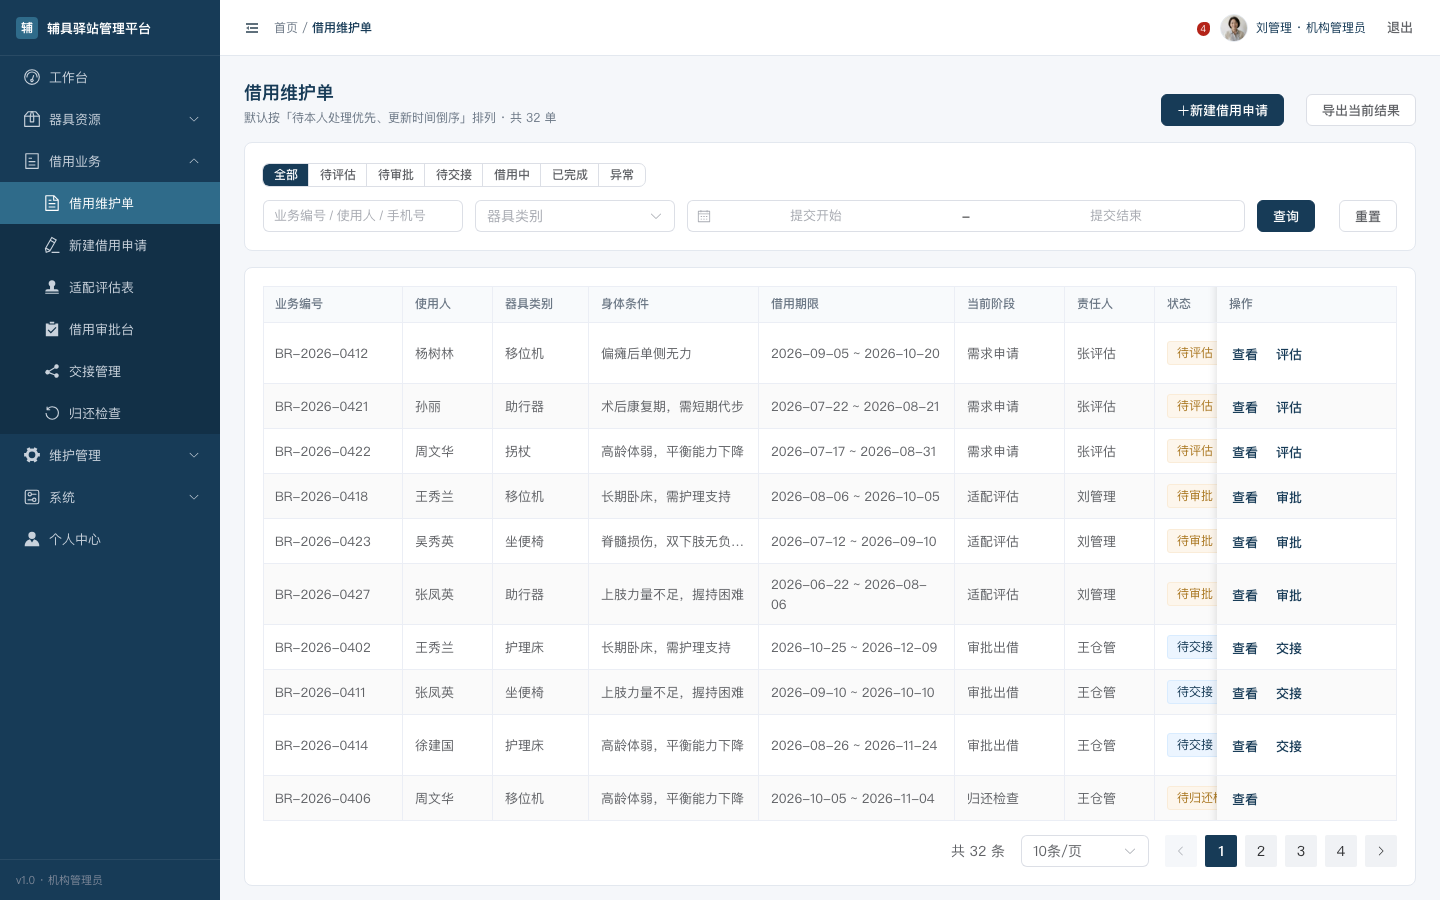 辅 辅具驿站管理平台
首页 / 借用维护单
4 刘管理 · 机构管理员 退出
工作台
器具资源
借用业务
借用维护单
新建借用申请
适配评估表
借用审批台
交接管理
归还检查
维护管理
系统
个人中心
v1.0 · 机构管理员
借用维护单
默认按「待本人处理优先、更新时间倒序」排列 · 共 32 单
新建借用申请 导出当前结果
全部 待评估 待审批 待交接 借用中 已完成 异常
业务编号 / 使用人 / 手机号 器具类别 提交开始 – 提交结束 查询 重置
业务编号 使用人 器具类别 身体条件 借用期限 当前阶段 责任人 状态 操作
BR-2026-0412 杨树林 移位机 偏瘫后单侧无力 2026-09-05 ~ 2026-10-20 需求申请 张评估 待评估 查看 评估
BR-2026-0421 孙丽 助行器 术后康复期，需短期代步 2026-07-22 ~ 2026-08-21 需求申请 张评估 待评估 查看 评估
BR-2026-0422 周文华 拐杖 高龄体弱，平衡能力下降 2026-07-17 ~ 2026-08-31 需求申请 张评估 待评估 查看 评估
BR-2026-0418 王秀兰 移位机 长期卧床，需护理支持 2026-08-06 ~ 2026-10-05 适配评估 刘管理 待审批 查看 审批
BR-2026-0423 吴秀英 坐便椅 脊髓损伤，双下肢无负… 2026-07-12 ~ 2026-09-10 适配评估 刘管理 待审批 查看 审批
BR-2026-0427 张凤英 助行器 上肢力量不足，握持困难 2026-06-22 ~ 2026-08-
06 适配评估 刘管理 待审批 查看 审批
BR-2026-0402 王秀兰 护理床 长期卧床，需护理支持 2026-10-25 ~ 2026-12-09 审批出借 王仓管 待交接 查看 交接
BR-2026-0411 张凤英 坐便椅 上肢力量不足，握持困难 2026-09-10 ~ 2026-10-10 审批出借 王仓管 待交接 查看 交接
BR-2026-0414 徐建国 护理床 高龄体弱，平衡能力下降 2026-08-26 ~ 2026-11-24 审批出借 王仓管 待交接 查看 交接
BR-2026-0406 周文华 移位机 高龄体弱，平衡能力下降 2026-10-05 ~ 2026-11-04 归还检查 王仓管 待归还 查看
共 32 条 10条/页 1 2 3 4